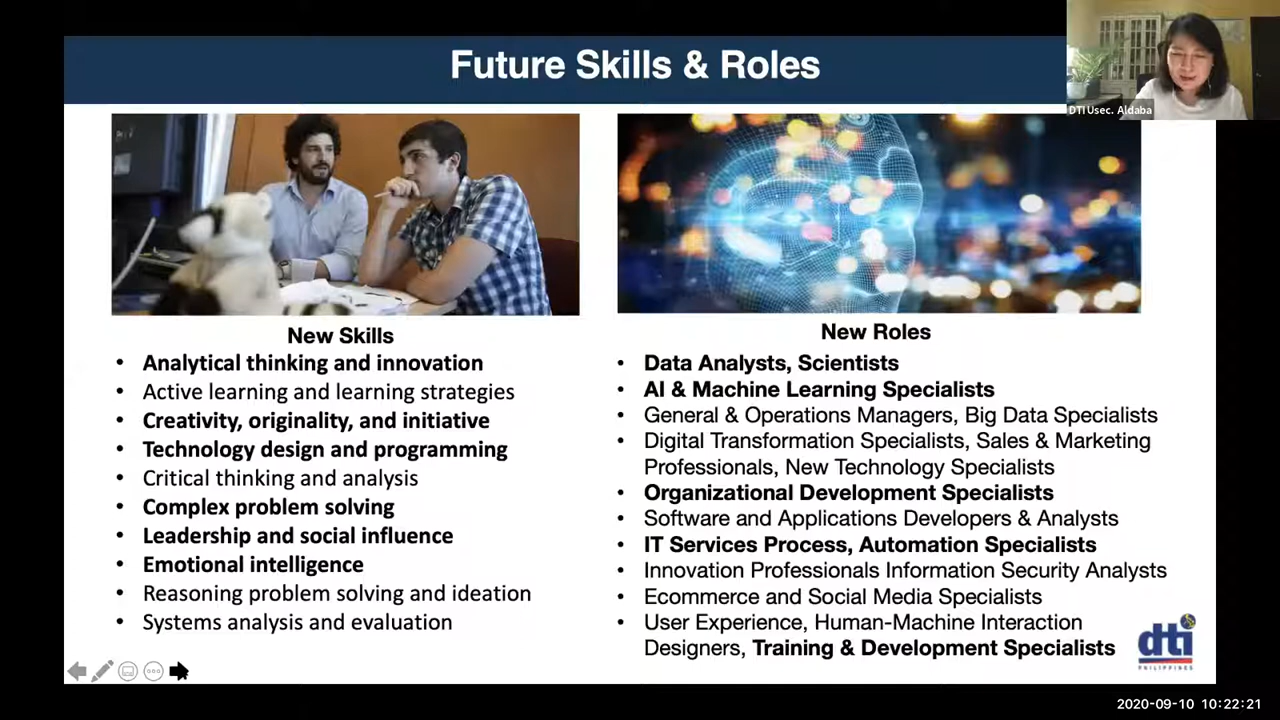 Future Skills & Roles
DTI Usec. Aldaba
New Skills
• Analytical thinking and innovation
• Active learning and learning strategies
• Creativity, originality, and initiative
• Technology design and programming
• Critical thinking and analysis
• Complex problem solving
• Leadership and social influence
• Emotional intelligence
• Reasoning problem solving and ideation
• Systems analysis and evaluation
New Roles
• Data Analysts, Scientists
• AI & Machine Learning Specialists
• General & Operations Managers, Big Data Specialists
• Digital Transformation Specialists, Sales & Marketing
Professionals, New Technology Specialists
• Organizational Development Specialists
• Software and Applications Developers & Analysts
• IT Services Process, Automation Specialists
• Innovation Professionals Information Security Analysts
• Ecommerce and Social Media Specialists
• User Experience, Human-Machine Interaction
Designers, Training & Development Specialists
dti
PHILIPPINES
2020-09-10 10:22:21